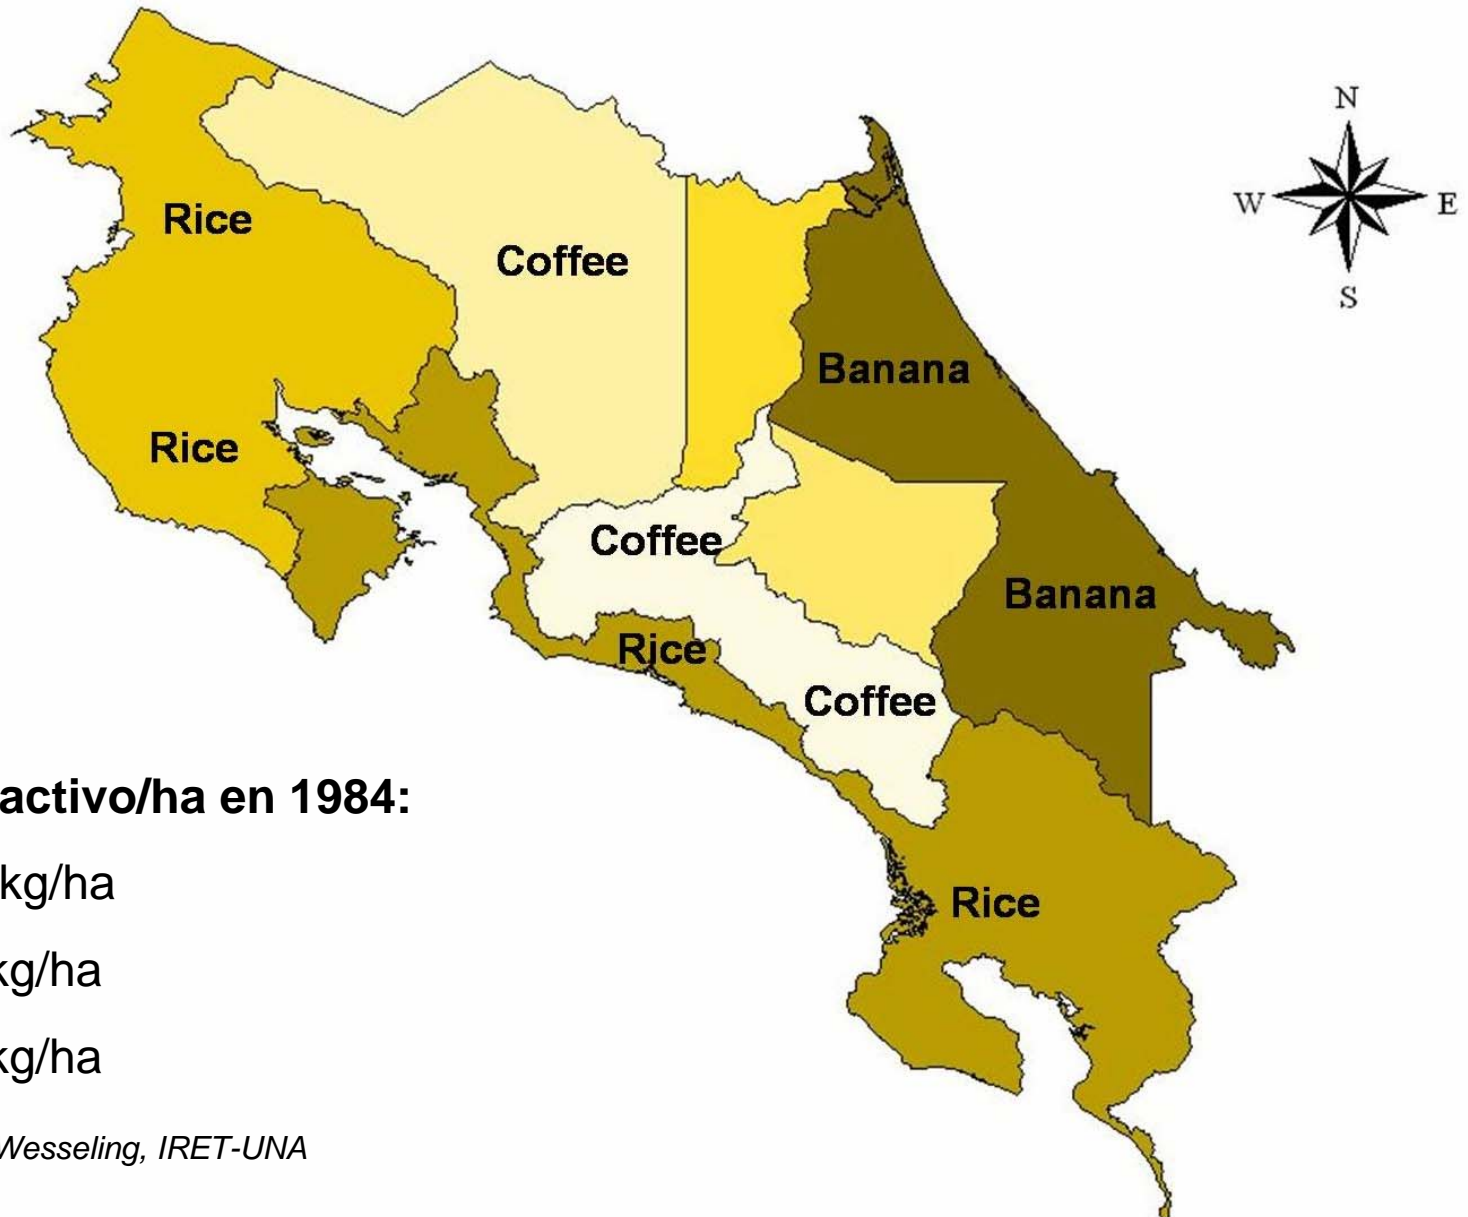 N
W E
S
Rice
Coffee
Banana
Rice
Coffee
Banana
Rice
Coffee
Rice
activo/ha en 1984:
kg/ha
kg/ha
kg/ha
Wesseling, IRET-UNA